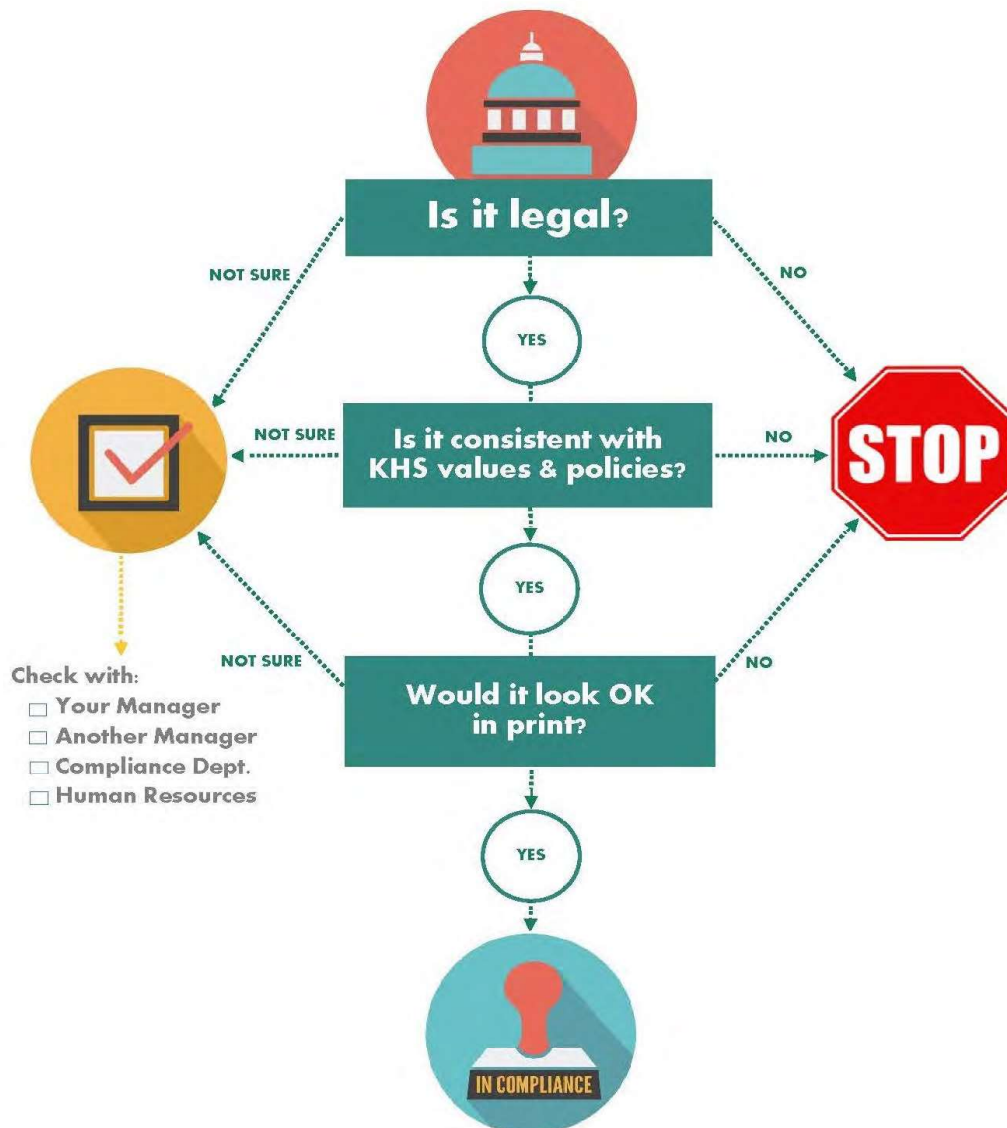 Is it legal?
NOT SURE
NO
YES
NOT SURE
Is it consistent with
KHS values & policies?
NO
STOP
YES
NOT SURE
Would it look OK
in print?
NO
Check with:
Your Manager
Another Manager
Compliance Dept.
Human Resources
YES
IN COMPLIANCE